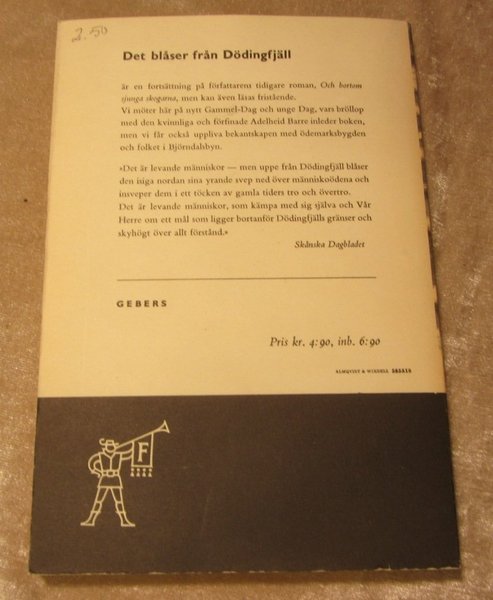 2.50
Det blåser från Dödingfjäll
är en fortsättning på författarens tidigare roman, Och bortom
sjunga skogarna, men kan även läsas fristående.
Vi möter här på nytt Gammel-Dag och unge Dag, vars bröllop
med den kvinnliga och förfinade Adelheid Barre inleder boken,
men vi får också uppliva bekantskapen med ödemarksbygden
och folket i Björndalsbyn.
»Det är levande människor — men uppe från Dödingfjäll blåser
den isiga nordan sina yrande svep ned över människoödena och
insveper dem i ett töcken av gamla tiders tro och övertro.
Det är levande människor, som kämpa med sig själva och Vår
Herre om ett mål som ligger bortanför Dödingfjälls gränser och
skyhögt över allt förstånd.»
Skånska Dagbladet
GEBERS
Pris kr. 4:90, inb. 6:90
ALMQVIST & WIKSELL
F